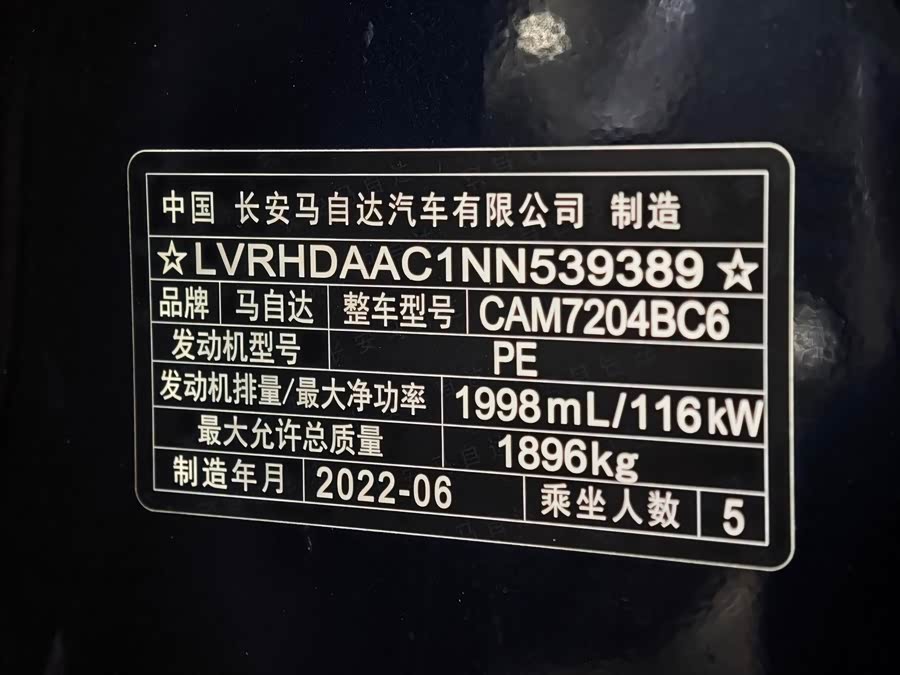 中国 长安马自达汽车有限公司 制造
☆LVRHDAAC1NN539389☆
品牌 马自达 整车型号 CAM7204BC6
发动机型号 PE
发动机排量/最大净功率 1998mL/116kW
最大允许总质量 1896kg
制造年月 2022-06 乘坐人数 5